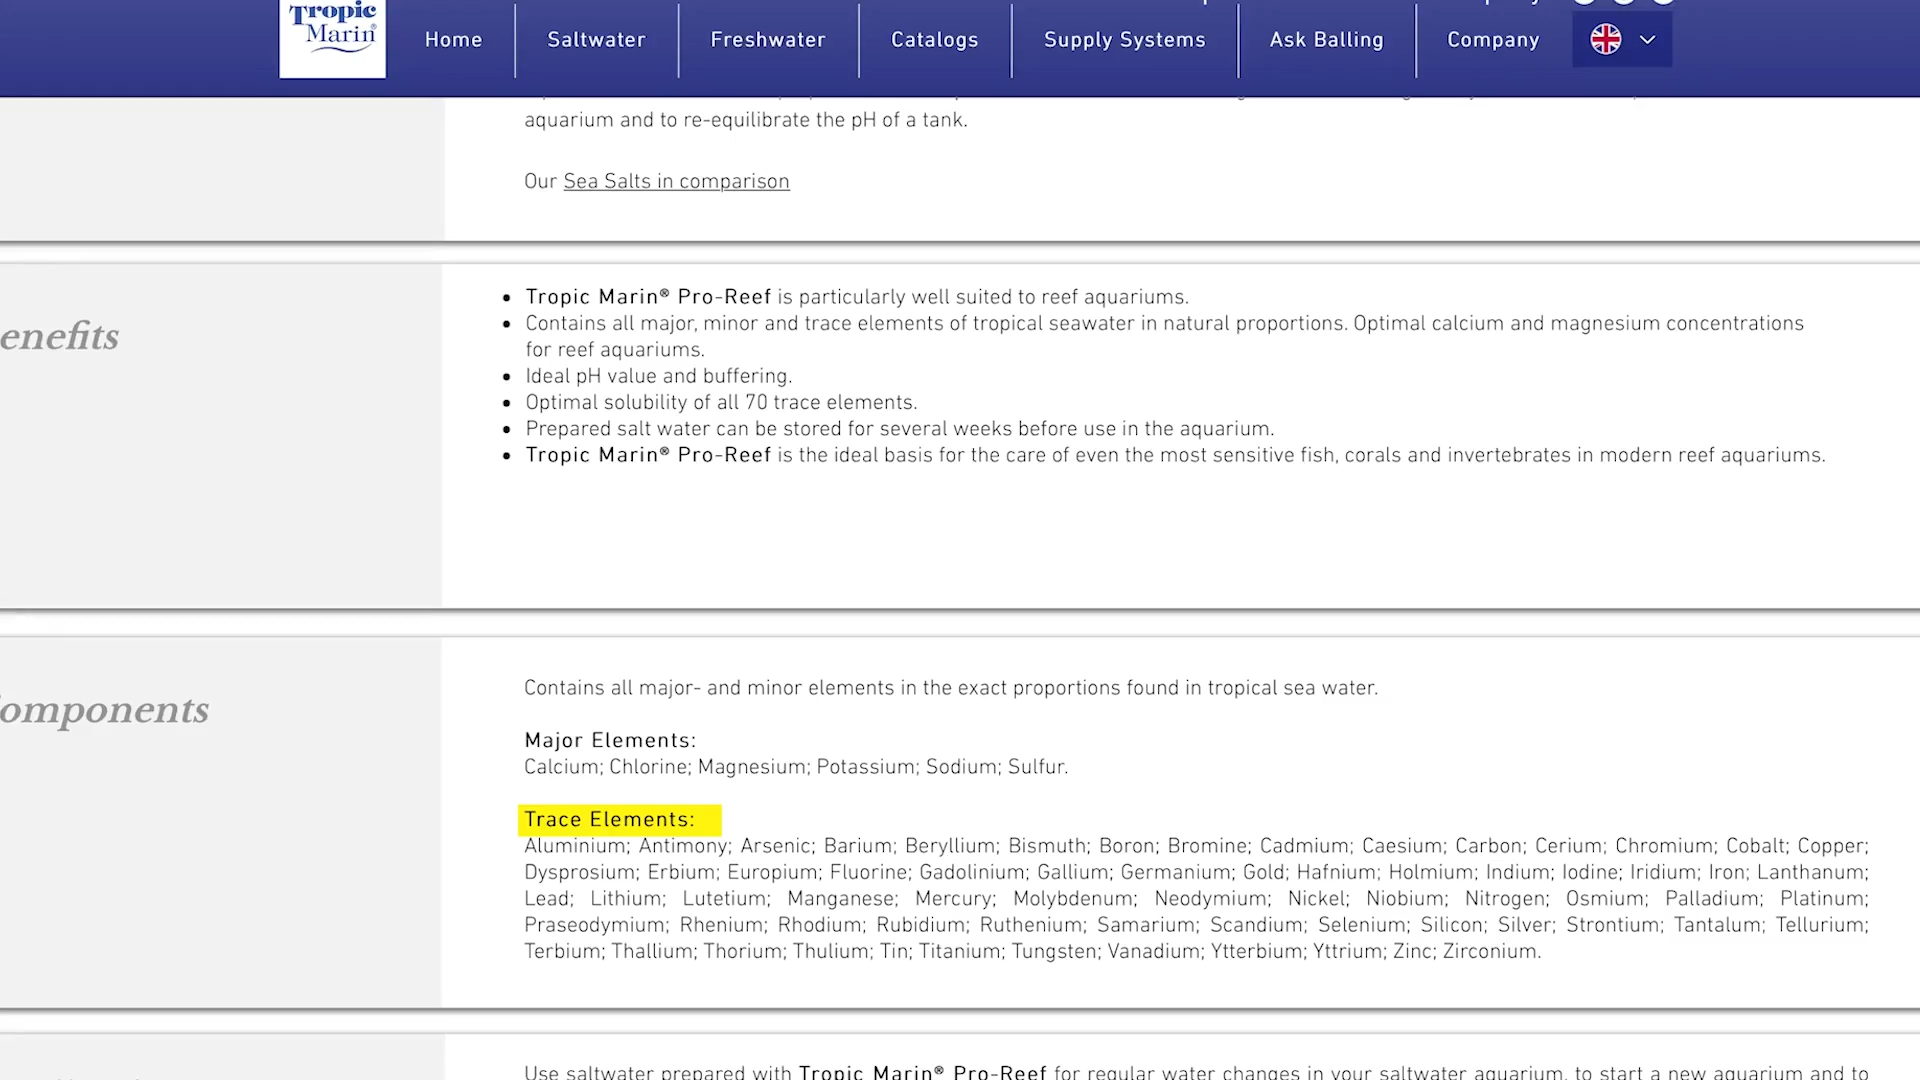 Tropic
Marin®
Home
Saltwater
Freshwater
Catalogs
Supply Systems
Ask Balling
Company
aquarium and to re-equilibrate the pH of a tank.
Our Sea Salts in comparison
enefits
• Tropic Marin® Pro-Reef is particularly well suited to reef aquariums.
• Contains all major, minor and trace elements of tropical seawater in natural proportions. Optimal calcium and magnesium concentrations
for reef aquariums.
• Ideal pH value and buffering.
• Optimal solubility of all 70 trace elements.
• Prepared salt water can be stored for several weeks before use in the aquarium.
• Tropic Marin® Pro-Reef is the ideal basis for the care of even the most sensitive fish, corals and invertebrates in modern reef aquariums.
omponents
Contains all major- and minor elements in the exact proportions found in tropical sea water.
Major Elements:
Calcium; Chlorine; Magnesium; Potassium; Sodium; Sulfur.
Trace Elements:
Aluminium; Antimony; Arsenic; Barium; Beryllium; Bismuth; Boron; Bromine; Cadmium; Caesium; Carbon; Cerium; Chromium; Cobalt; Copper;
Dysprosium; Erbium; Europium; Fluorine; Gadolinium; Gallium; Germanium; Gold; Hafnium; Holmium; Indium; Iodine; Iridium; Iron; Lanthanum;
Lead; Lithium; Lutetium; Manganese; Mercury; Molybdenum; Neodymium; Nickel; Niobium; Nitrogen; Osmium; Palladium; Platinum;
Praseodymium; Rhenium; Rhodium; Rubidium; Ruthenium; Samarium; Scandium; Selenium; Silicon; Silver; Strontium; Tantalum; Tellurium;
Terbium; Thallium; Thorium; Thulium; Tin; Titanium; Tungsten; Vanadium; Ytterbium; Yttrium; Zinc; Zirconium.
Use saltwater prepared with Tropic Marin® Pro-Reef for regular water changes in your saltwater aquarium, to start a new aquarium and to